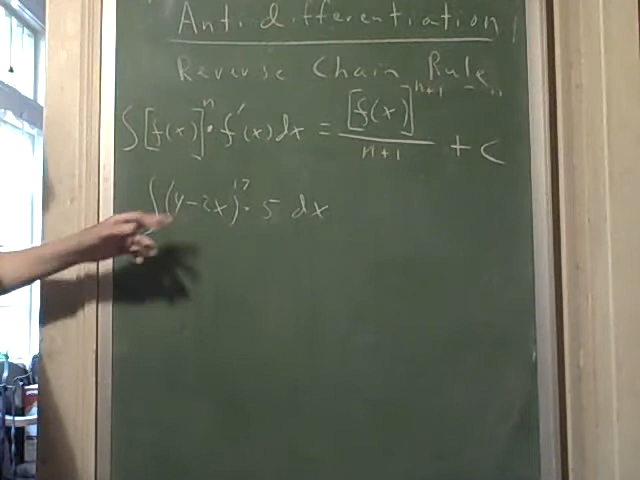 Antidifferentiation
Reverse Chain Rule
∫[f(x)]ⁿ·f'(x)dx = [f(x)]ⁿ⁺¹/n+1 + C
∫(4-2x)¹⁷·5 dx